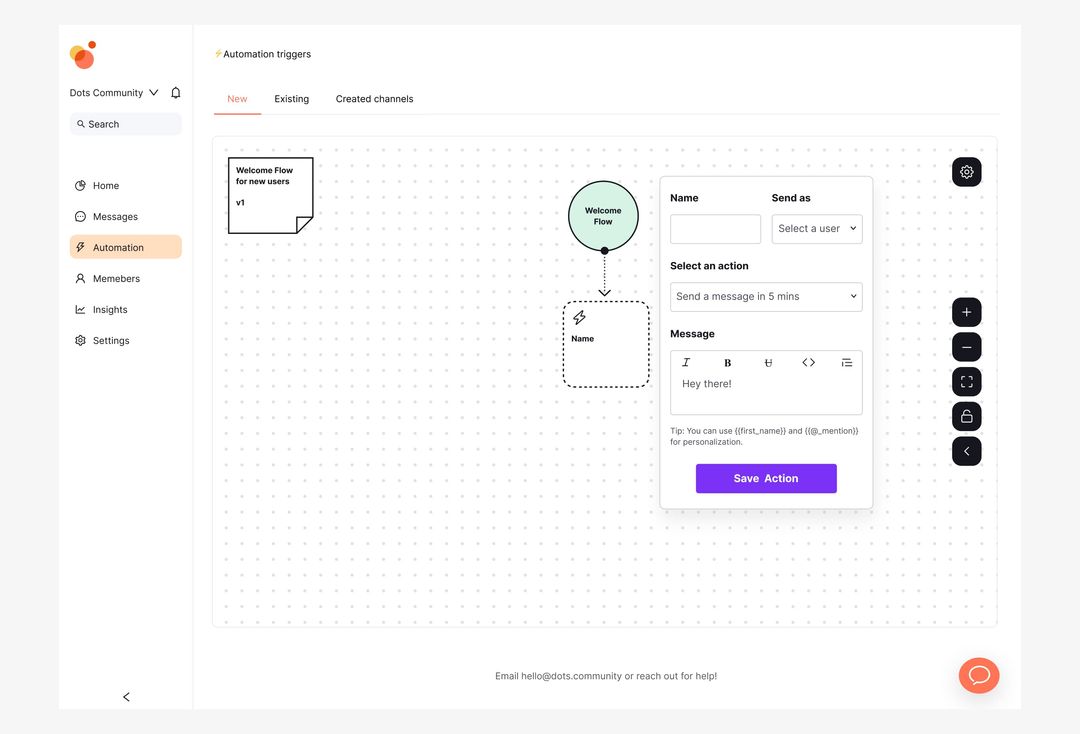 ⚡Automation triggers
Dots Community
Search
New
Existing
Created channels
Home
Messages
Automation
Memebers
Insights
Settings
Welcome Flow
for new users
v1
Welcome
Flow
Name
Name
Send as
Select a user
Select an action
Send a message in 5 mins
Message
I B U <>
Hey there!
Tip: You can use {{first_name}} and {{@_mention}}
for personalization.
Save Action
Email hello@dots.community or reach out for help!